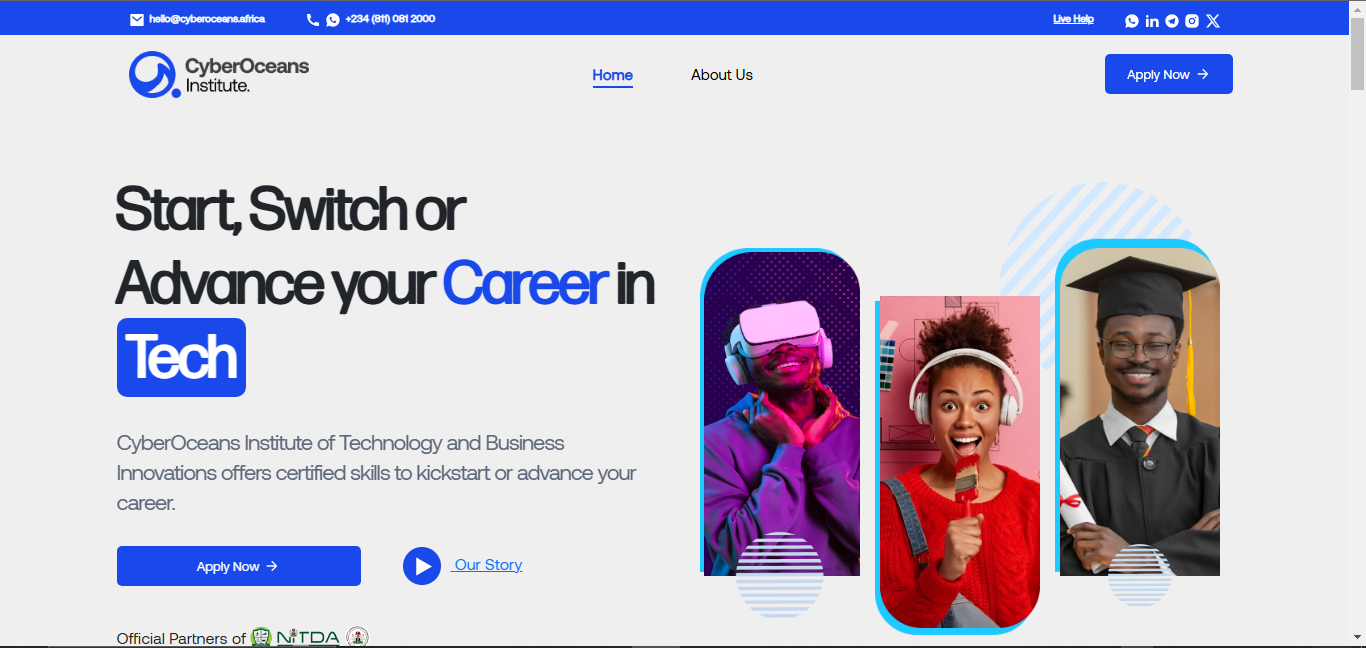 hello@cyberoceans.africa
+234 (811) 081 2000
Live Help
CyberOceans
Institute.
Home
About Us
Apply Now
Start, Switch or
Advance your Career in
Tech
CyberOceans Institute of Technology and Business
Innovations offers certified skills to kickstart or advance your
career.
Apply Now
Our Story
Official Partners of NITDA